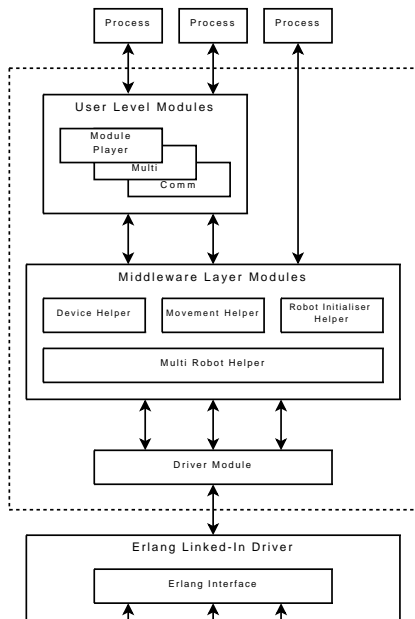 Process Process Process
User Level Modules
Module
Player
Multi
Comm
Middleware Layer Modules
Device Helper Movement Helper Robot Initialiser
Helper
Multi Robot Helper
Driver Module
Erlang Linked-In Driver
Erlang Interface